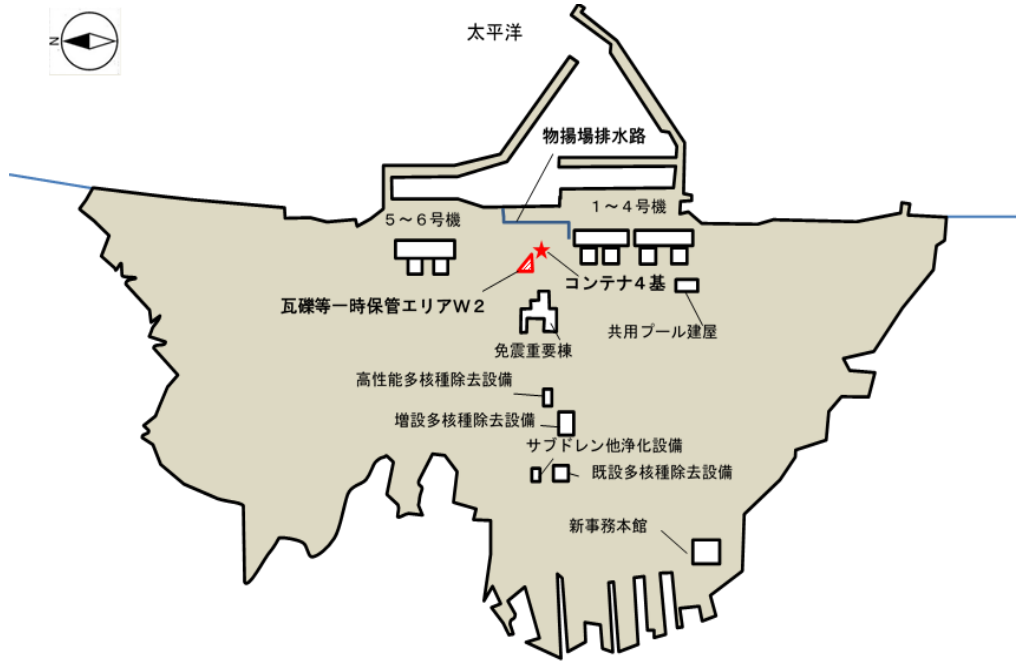 太平洋
N
物揚場排水路
1～4号機
5～6号機
コンテナ4基
瓦礫等一時保管エリアW2
共用プール建屋
免震重要棟
高性能多核種除去設備
増設多核種除去設備
サブドレン他浄化設備
既設多核種除去設備
新事務本館